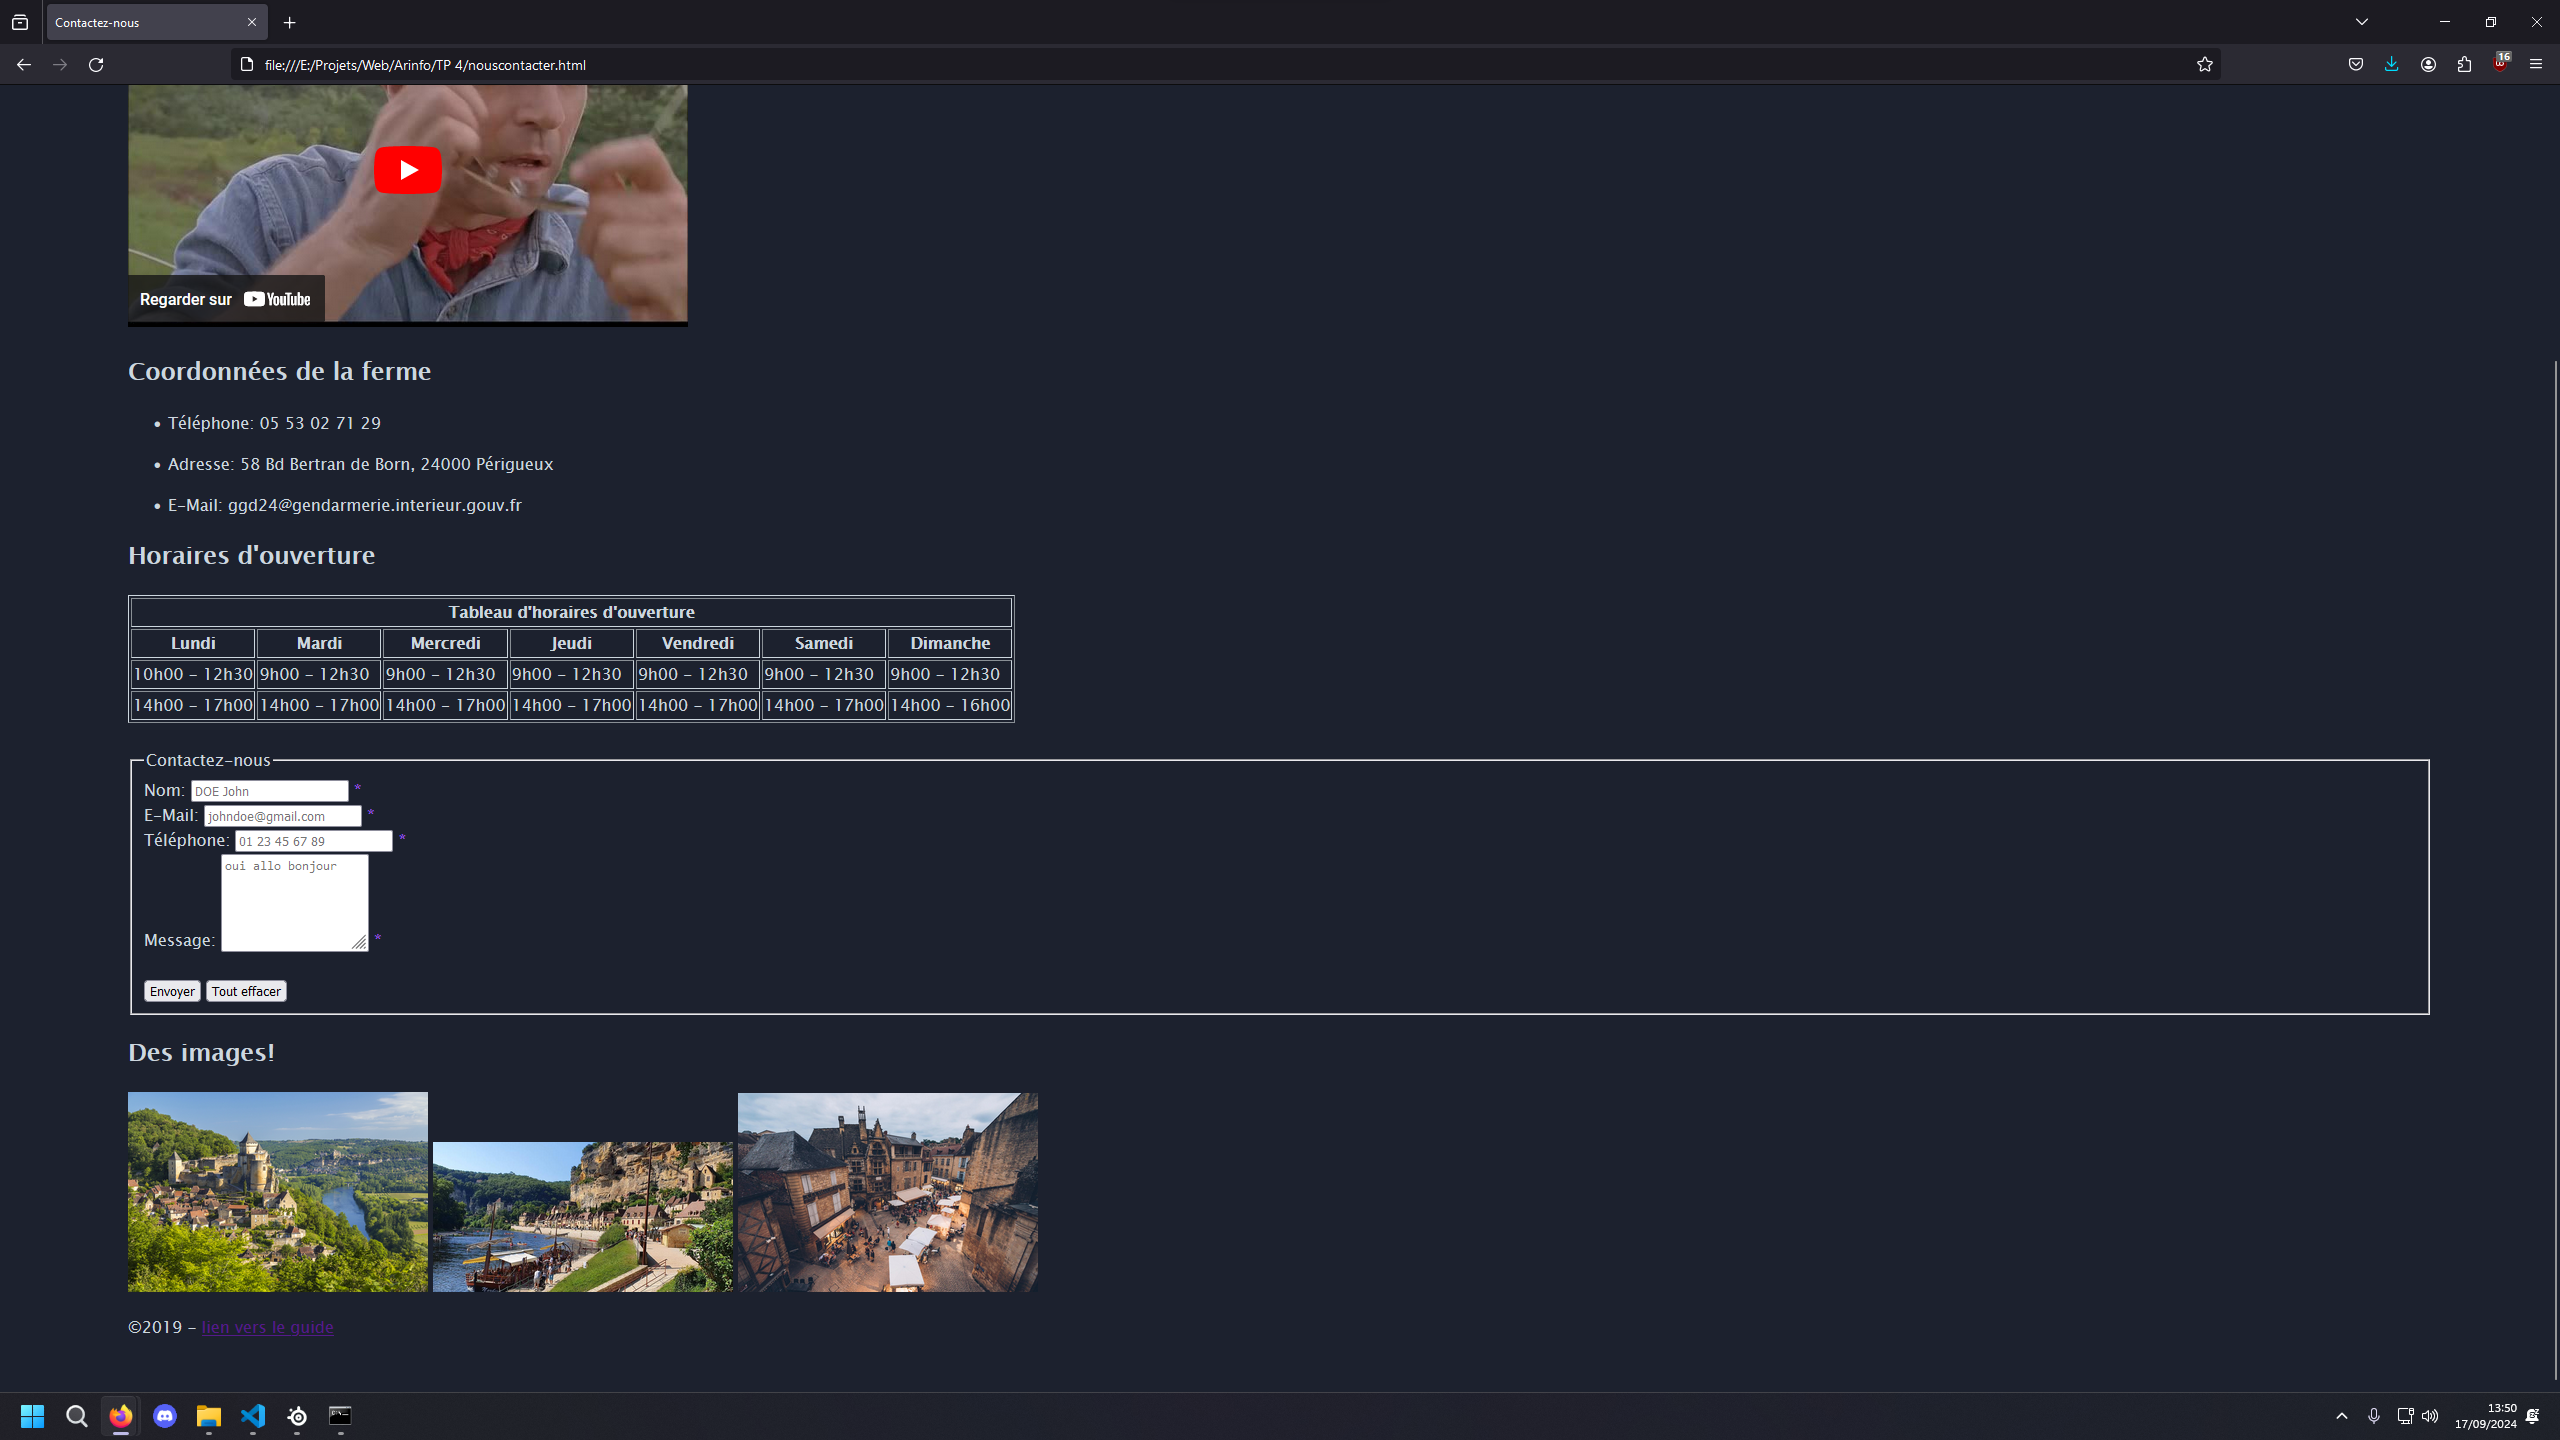 Contactez-nous
file:///E:/Projets/Web/Arinfo/TP 4/nouscontacter.html
16
Regarder sur YouTube
Coordonnées de la ferme
• Téléphone: 05 53 02 71 29
• Adresse: 58 Bd Bertran de Born, 24000 Périgueux
• E-Mail: ggd24@gendarmerie.interieur.gouv.fr
Horaires d'ouverture
Tableau d'horaires d'ouverture
Lundi Mardi Mercredi Jeudi Vendredi Samedi Dimanche
10h00 - 12h30 9h00 - 12h30 9h00 - 12h30 9h00 - 12h30 9h00 - 12h30 9h00 - 12h30 9h00 - 12h30
14h00 - 17h00 14h00 - 17h00 14h00 - 17h00 14h00 - 17h00 14h00 - 17h00 14h00 - 17h00 14h00 - 16h00
Contactez-nous
Nom: DOE John *
E-Mail: johndoe@gmail.com *
Téléphone: 01 23 45 67 89 *
oui allo bonjour
Message: *
Envoyer Tout effacer
Des images!
©2019 - lien vers le guide
13:50
17/09/2024